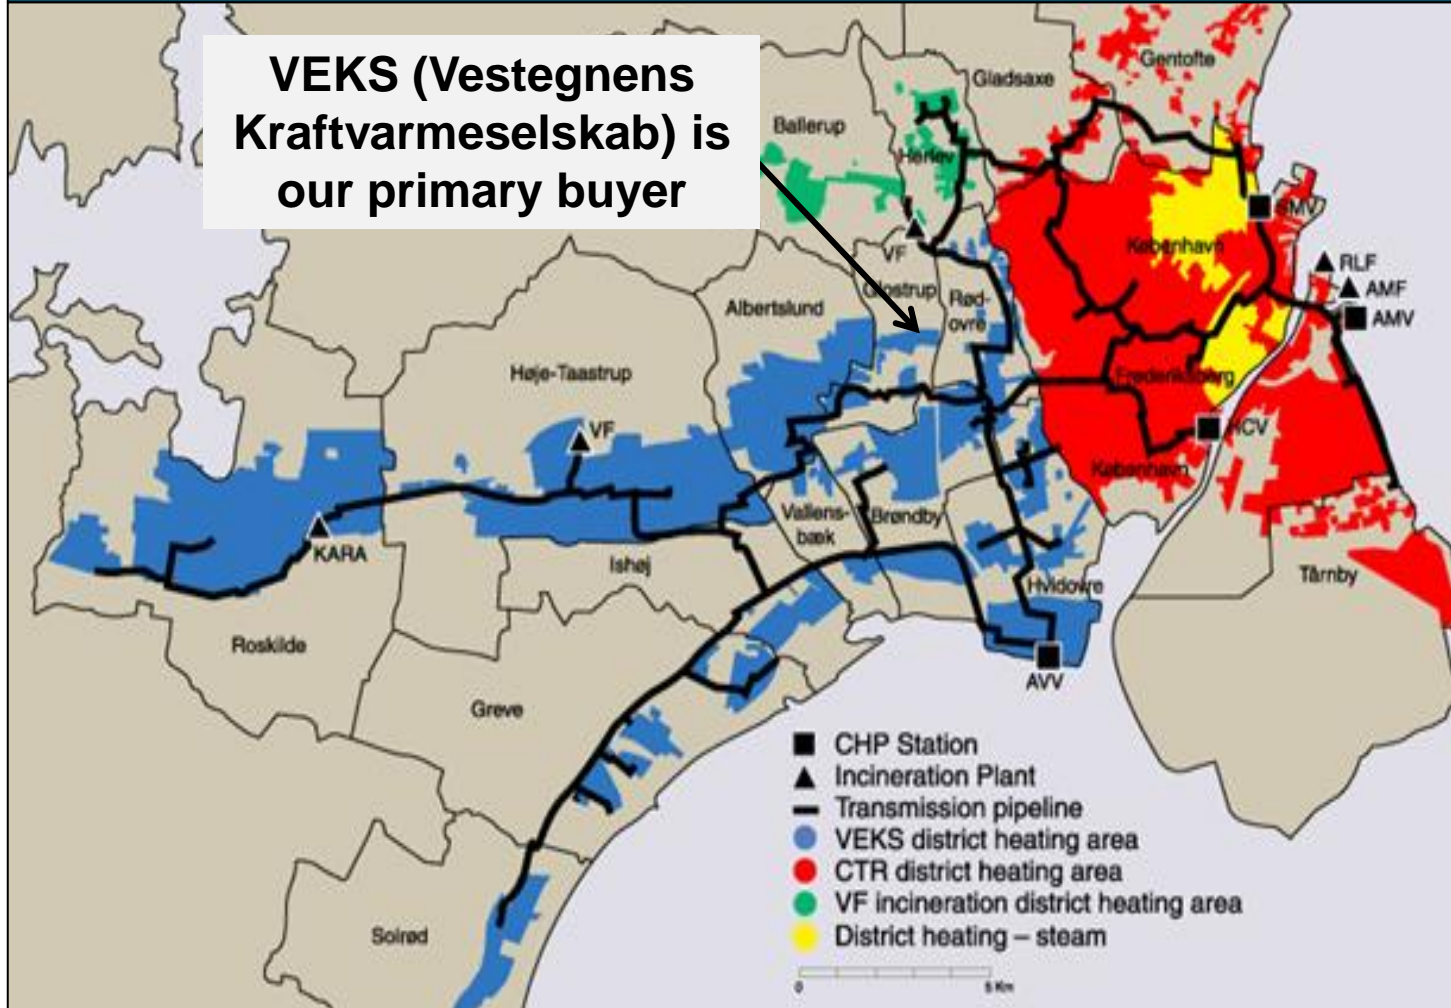 VEKS (Vestegnens
Kraftvarmeselskab) is
our primary buyer
Gentofte
Gladsaxe
Ballerup
Herlev
SMV
København
VF
RLF
Glostrup
AMF
Albertslund
Rød-
ovre
AMV
Høje-Taastrup
Frederiksberg
VF
HCV
København
Vallens-
bæk
Brøndby
KARA
Ishøj
Hvidovre
Tårnby
Roskilde
AVV
Greve
CHP Station
Incineration Plant
Transmission pipeline
VEKS district heating area
CTR district heating area
VF incineration district heating area
District heating – steam
Solrød
0 5 Km